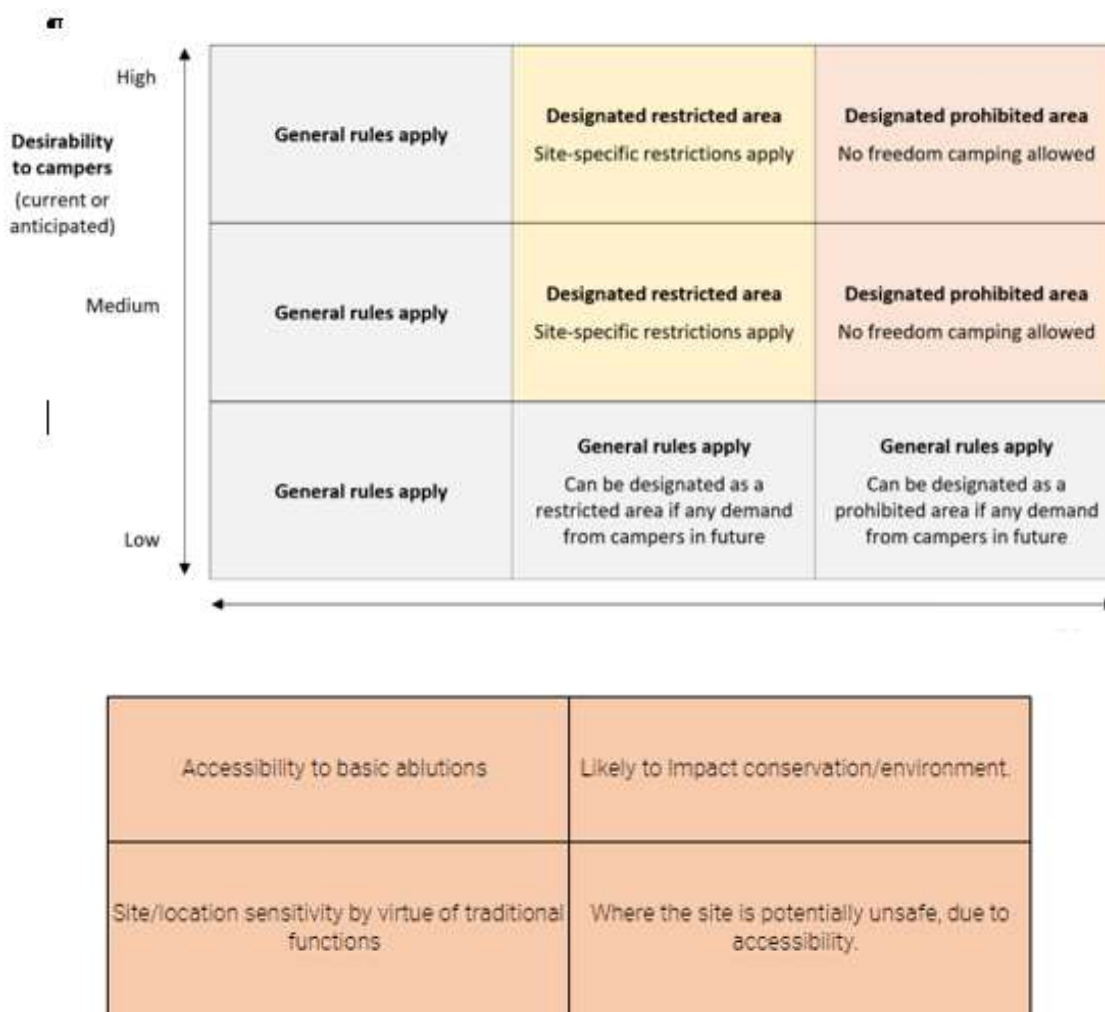 High
Desirability
to campers
(current or
anticipated)
Medium
Low
General rules apply
Designated restricted area
Site-specific restrictions apply
Designated prohibited area
No freedom camping allowed
General rules apply
Designated restricted area
Site-specific restrictions apply
Designated prohibited area
No freedom camping allowed
General rules apply
General rules apply
Can be designated as a
restricted area if any demand
from campers in future
General rules apply
Can be designated as a
prohibited area if any demand
from campers in future
Accessibility to basic ablutions
Likely to Impact conservation/environment.
Site/location sensitivity by virtue of traditional
functions
Where the site is potentially unsafe, due to
accessibility.